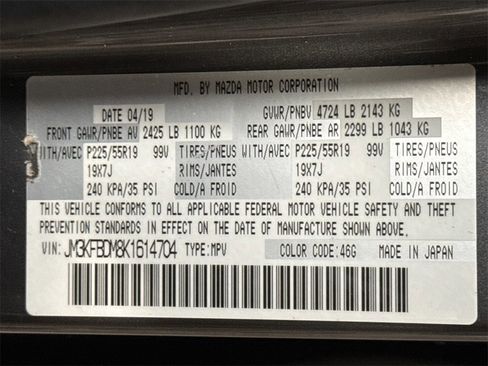 MFD. BY MAZDA MOTOR CORPORATION
DATE 04/19 GVWR/PNBV 4724 LB 2143 KG
FRONT GAWR/PNBE AV 2425 LB 1100 KG REAR GAWR/PNBE AR 2299 LB 1043 KG
WITH/AVEC P225/55R19 99V TIRES/PNEUS WITH/AVEC P225/55R19 99V TIRES/PNEUS
19X7J RIMS/JANTES 19X7J RIMS/JANTES
240 KPA/35 PSI COLD/A FROID 240 KPA/35 PSI COLD/A FROID
THIS VEHICLE CONFORMS TO ALL APPLICABLE FEDERAL MOTOR VEHICLE SAFETY AND THEFT
PREVENTION STANDARDS IN EFFECT ON THE DATE OF MANUFACTURE SHOWN ABOVE.
VIN: JM3KFBDM8K1614704 TYPE:MPV COLOR CODE:46G MADE IN JAPAN